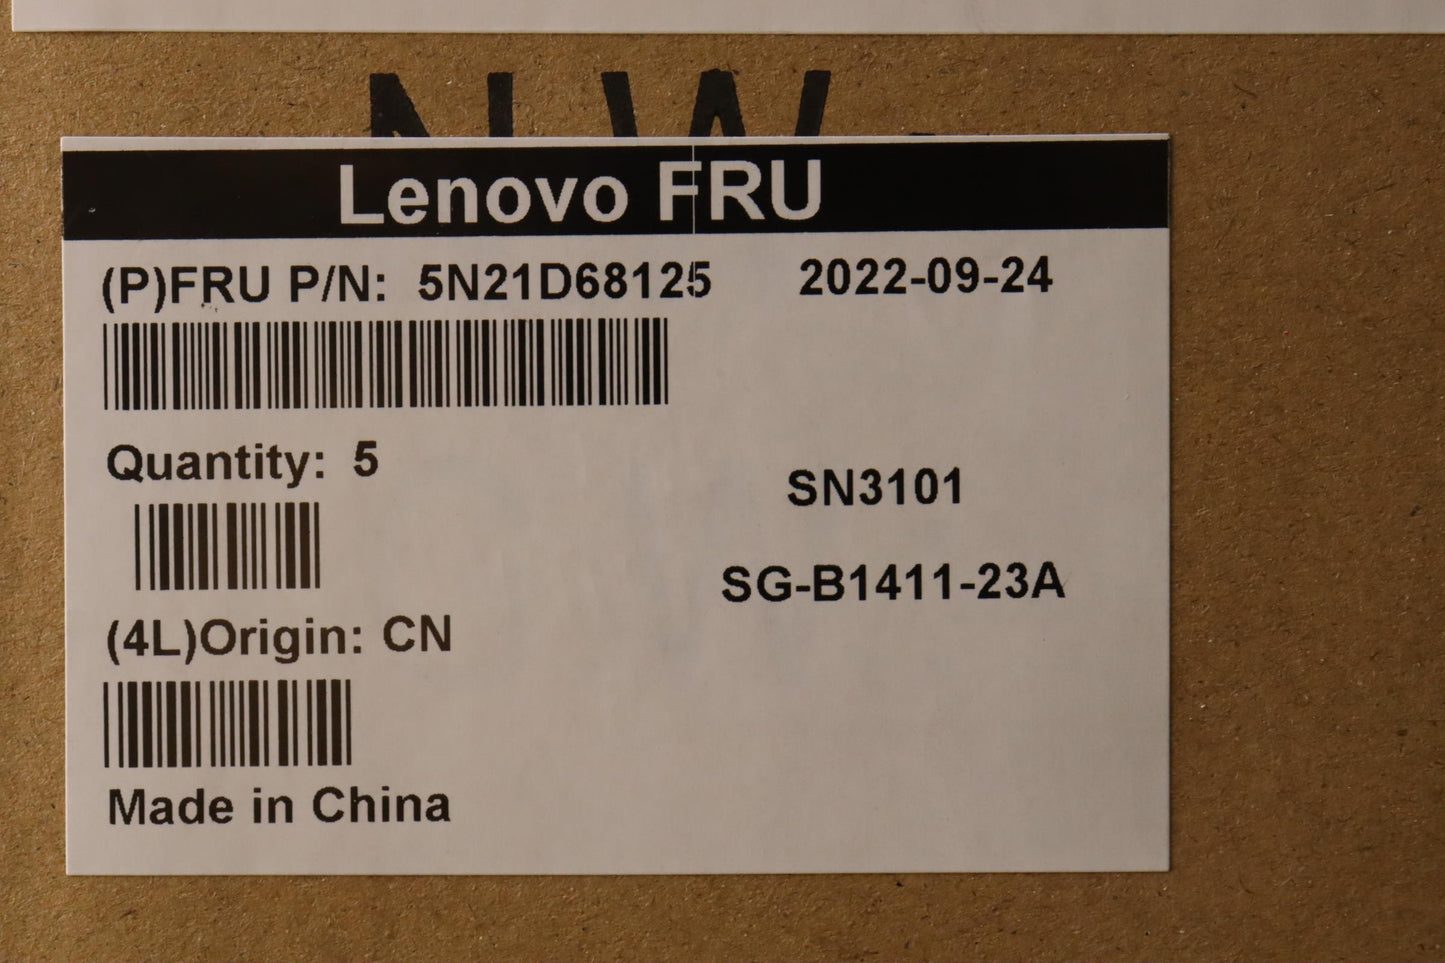 Lenovo FRU
(P)FRU P/N: 5N21D68125 2022-09-24
Quantity: 5
SN3101
SG-B1411-23A
(4L)Origin: CN
Made in China